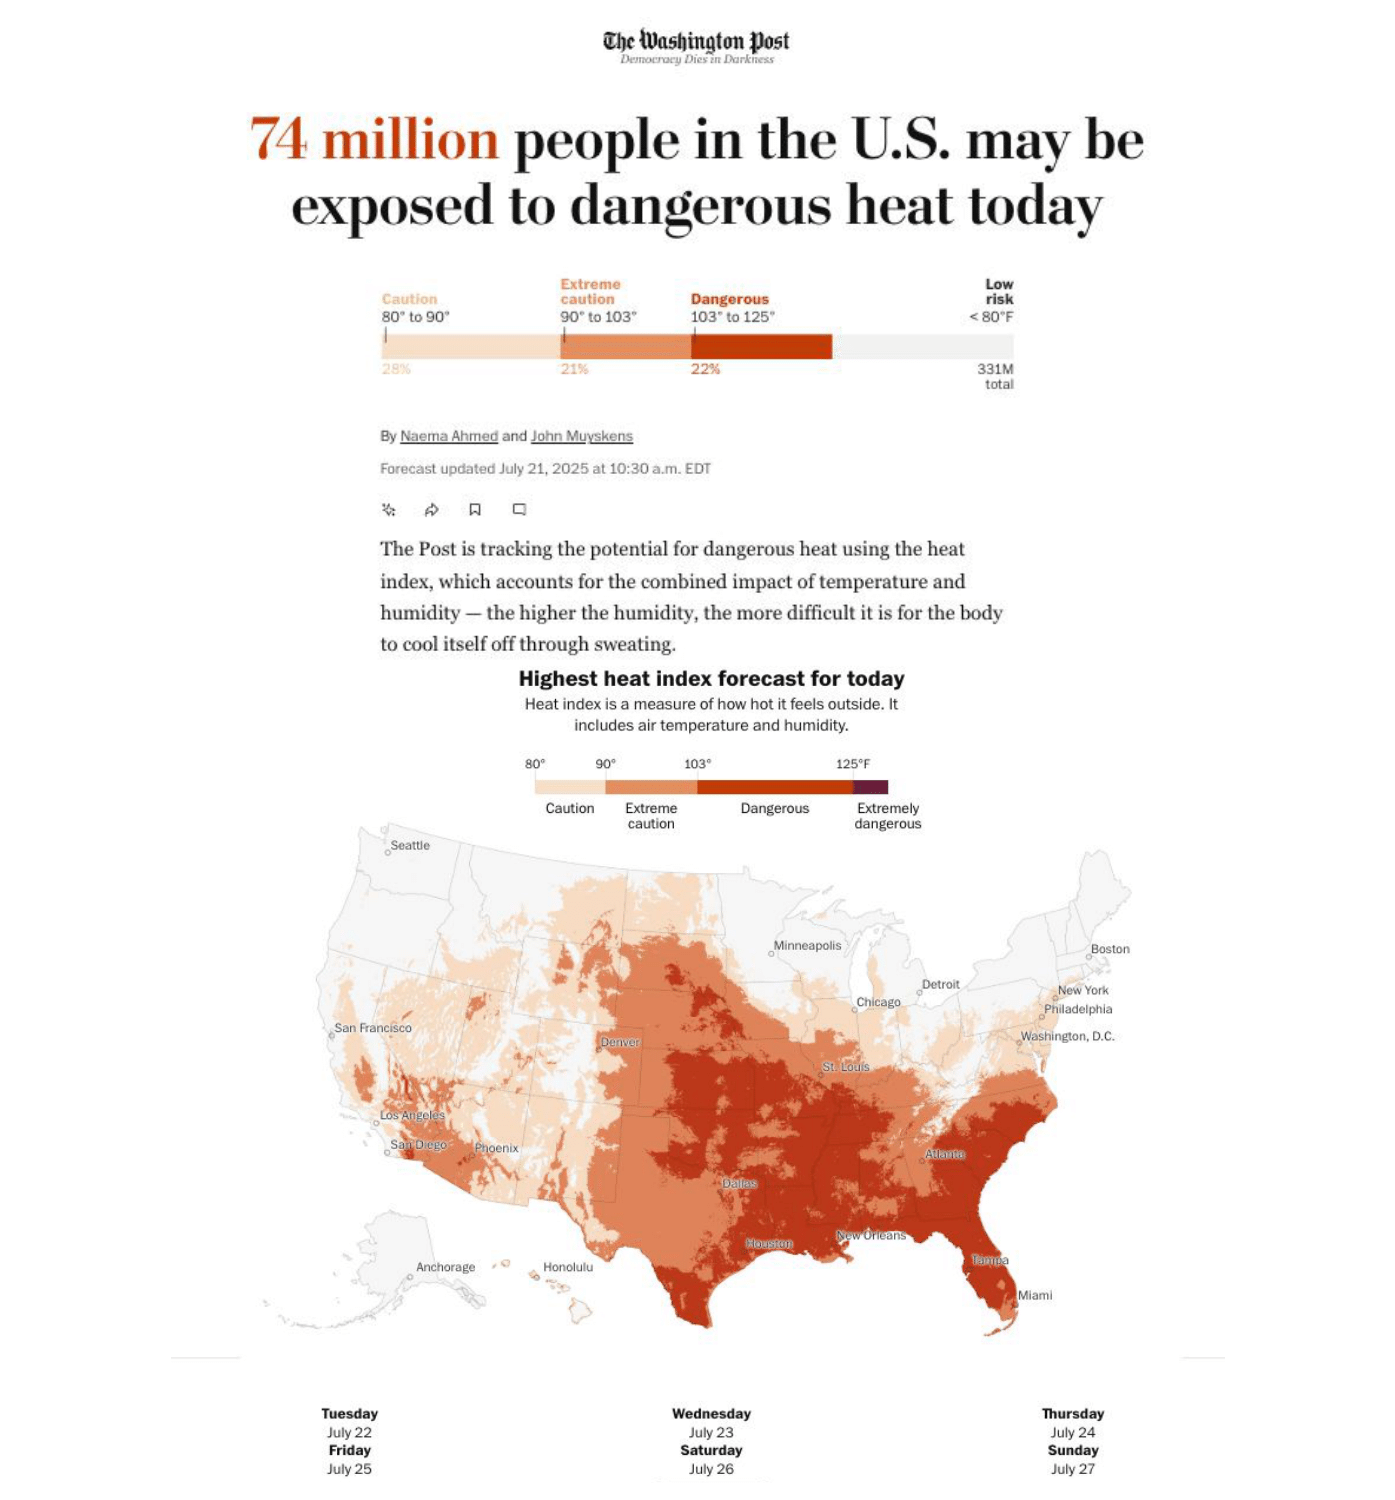 The Washington Post
Democracy Dies in Darkness
74 million people in the U.S. may be
exposed to dangerous heat today
Caution
80° to 90°
Extreme
caution
90° to 103°
Dangerous
103° to 125°
Low
risk
< 80°F
28%
21%
22%
331M
total
By Naema Ahmed and John Muyskens
Forecast updated July 21, 2025 at 10:30 a.m. EDT
The Post is tracking the potential for dangerous heat using the heat
index, which accounts for the combined impact of temperature and
humidity — the higher the humidity, the more difficult it is for the body
to cool itself off through sweating.
Highest heat index forecast for today
Heat index is a measure of how hot it feels outside. It
includes air temperature and humidity.
80°
90°
103°
125°F
Caution
Extreme
caution
Dangerous
Extremely
dangerous
Seattle
Minneapolis
Boston
Detroit
New York
Chicago
Philadelphia
San Francisco
Washington, D.C.
Denver
St. Louis
Los Angeles
San Diego
Phoenix
Atlanta
Dallas
New Orleans
Houston
Tampa
Anchorage
Honolulu
Miami
Tuesday
July 22
Wednesday
July 23
Thursday
July 24
Friday
July 25
Saturday
July 26
Sunday
July 27